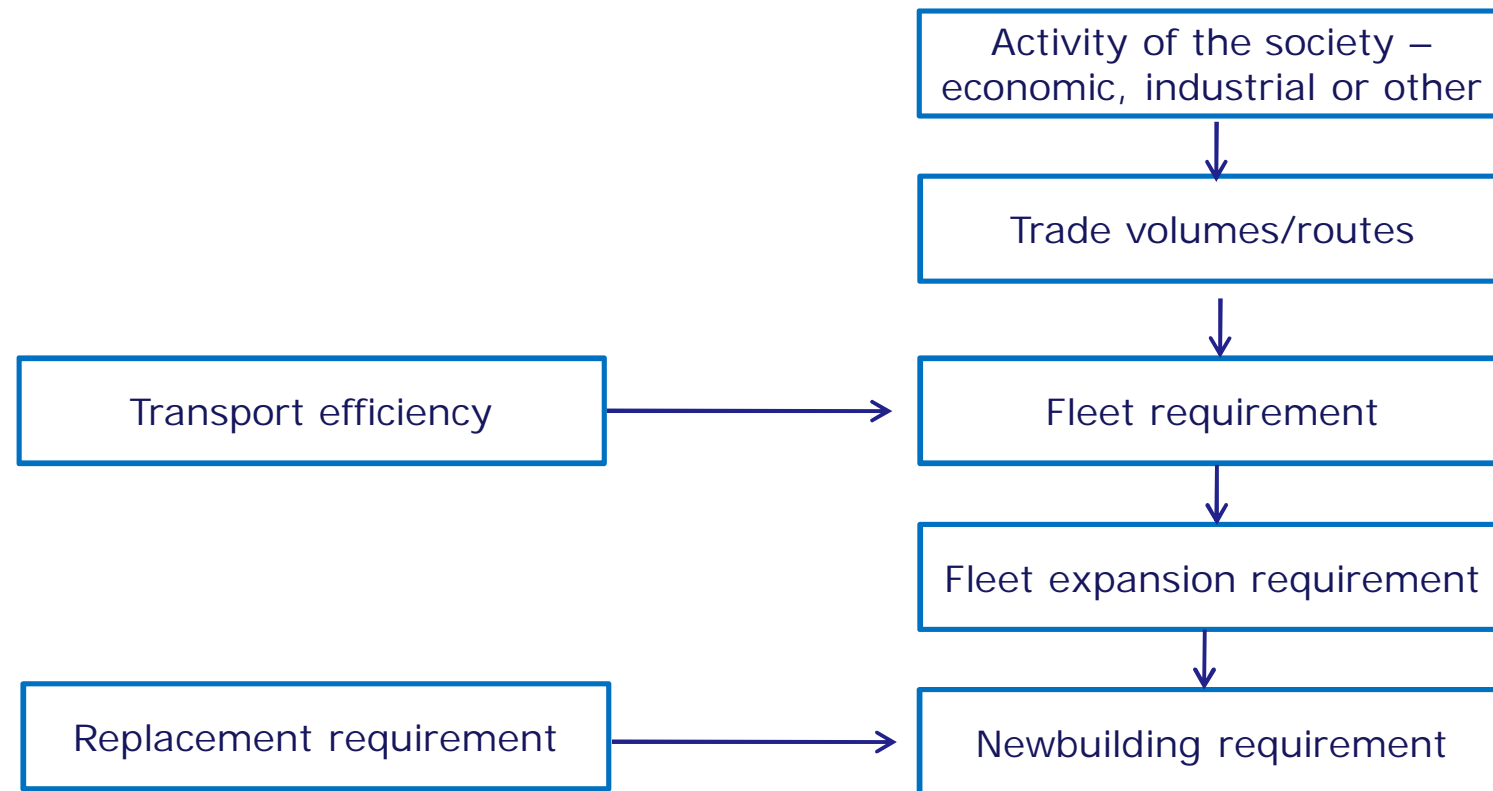 Activity of the society –
economic, industrial or other
Trade volumes/routes
Transport efficiency
Fleet requirement
Fleet expansion requirement
Replacement requirement
Newbuilding requirement